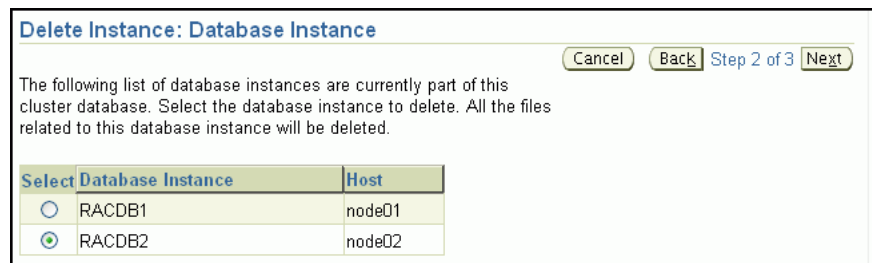 Delete Instance: Database Instance
Cancel Back Step 2 of 3 Next
The following list of database instances are currently part of this
cluster database. Select the database instance to delete. All the files
related to this database instance will be deleted.
Select Database Instance Host
RACDB1 node01
RACDB2 node02